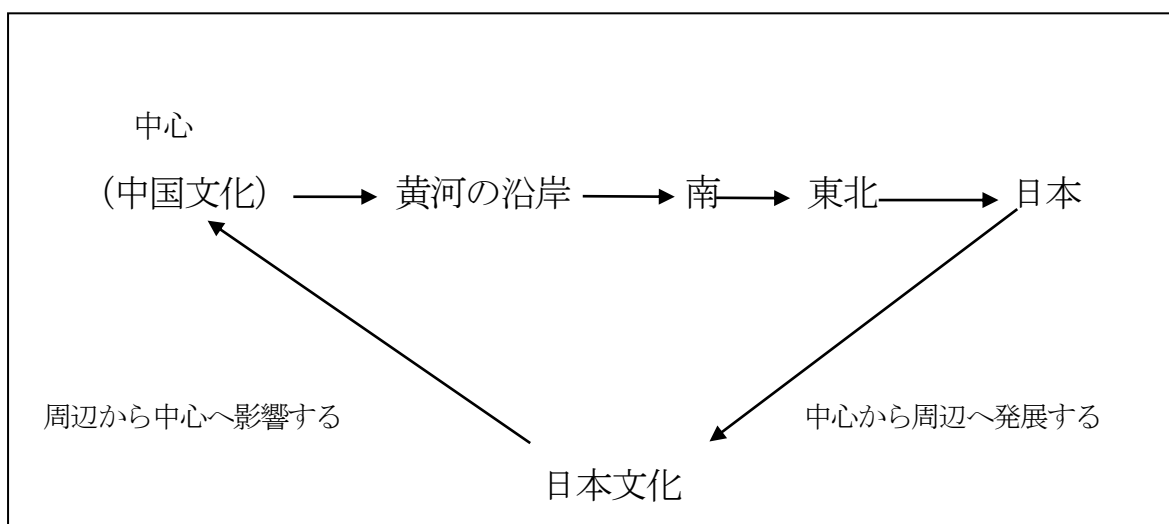 中心
（中国文化） 黄河の沿岸 南 東北 日本
周辺から中心へ影響する 中心から周辺へ発展する
日本文化